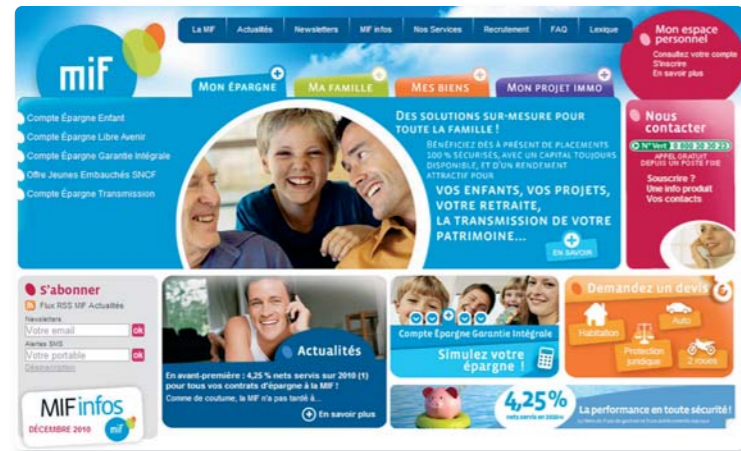 La MIF
Actualités
Newsletters
MIF infos
Nos Services
Recrutement
FAQ
Lexique
Mon espace
personnel
Consultez votre compte
S'inscrire
En savoir plus
mif
MON ÉPARGNE
MA FAMILLE
MES BIENS
MON PROJET IMMO
Compte Épargne Enfant
Compte Épargne Libre Avenir
Compte Épargne Garantie Intégrale
Offre Jeunes Embauchés SNCF
Compte Épargne Transmission
DES SOLUTIONS SUR-MESURE POUR
TOUTE LA FAMILLE !
BÉNÉFICIEZ DÈS À PRÉSENT DE PLACEMENTS
100 % SÉCURISÉS, AVEC UN CAPITAL TOUJOURS
DISPONIBLE, ET D'UN RENDEMENT
ATTRACTIF POUR
VOS ENFANTS, VOS PROJETS,
VOTRE RETRAITE,
LA TRANSMISSION DE VOTRE
PATRIMOINE...
EN SAVOIR
Nous
contacter
N° Vert
APPEL GRATUIT
DEPUIS UN POSTE FIXE
Souscrire ?
Une info produit
Vos contacts
S'abonner
Flux RSS MIF Actualités
Newsletters
Votre email
ok
Alertes SMS
Votre portable
ok
Désinscription
MIF infos
DÉCEMBRE 2010
mif
Actualités
En avant-première : 4,25 % nets servis sur 2010 (1)
pour tous vos contrats d'épargne à la MIF !
Comme de coutume, la MIF n'a pas tardé à...
En savoir plus
Compte Épargne Garantie Intégrale
Simulez votre
épargne !
Demandez un devis
Habitation
Auto
Protection
juridique
2 roues
4,25%
nets servis en 2010
La performance en toute sécurité !